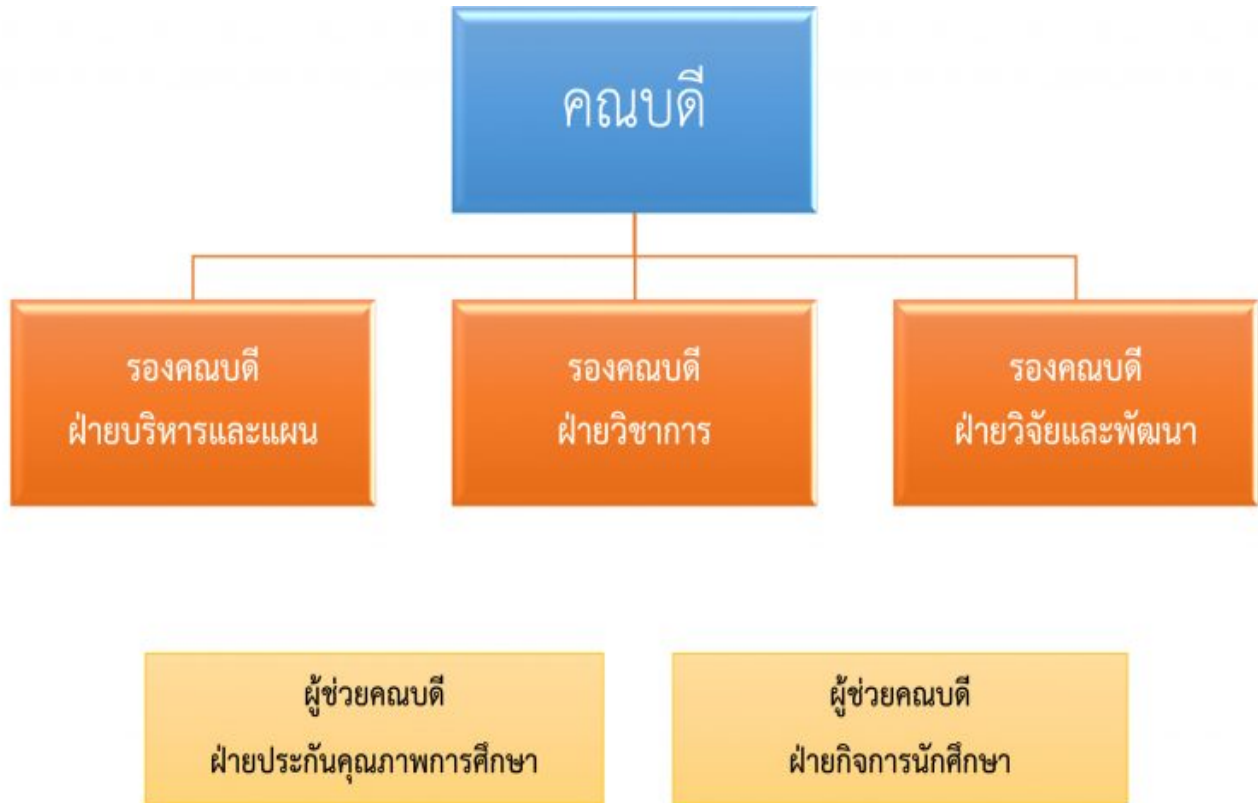 คณบดี
รองคณบดี
ฝ่ายบริหารและแผน
รองคณบดี
ฝ่ายวิชาการ
รองคณบดี
ฝ่ายวิจัยและพัฒนา
ผู้ช่วยคณบดี
ฝ่ายประกันคุณภาพการศึกษา
ผู้ช่วยคณบดี
ฝ่ายกิจการนักศึกษา